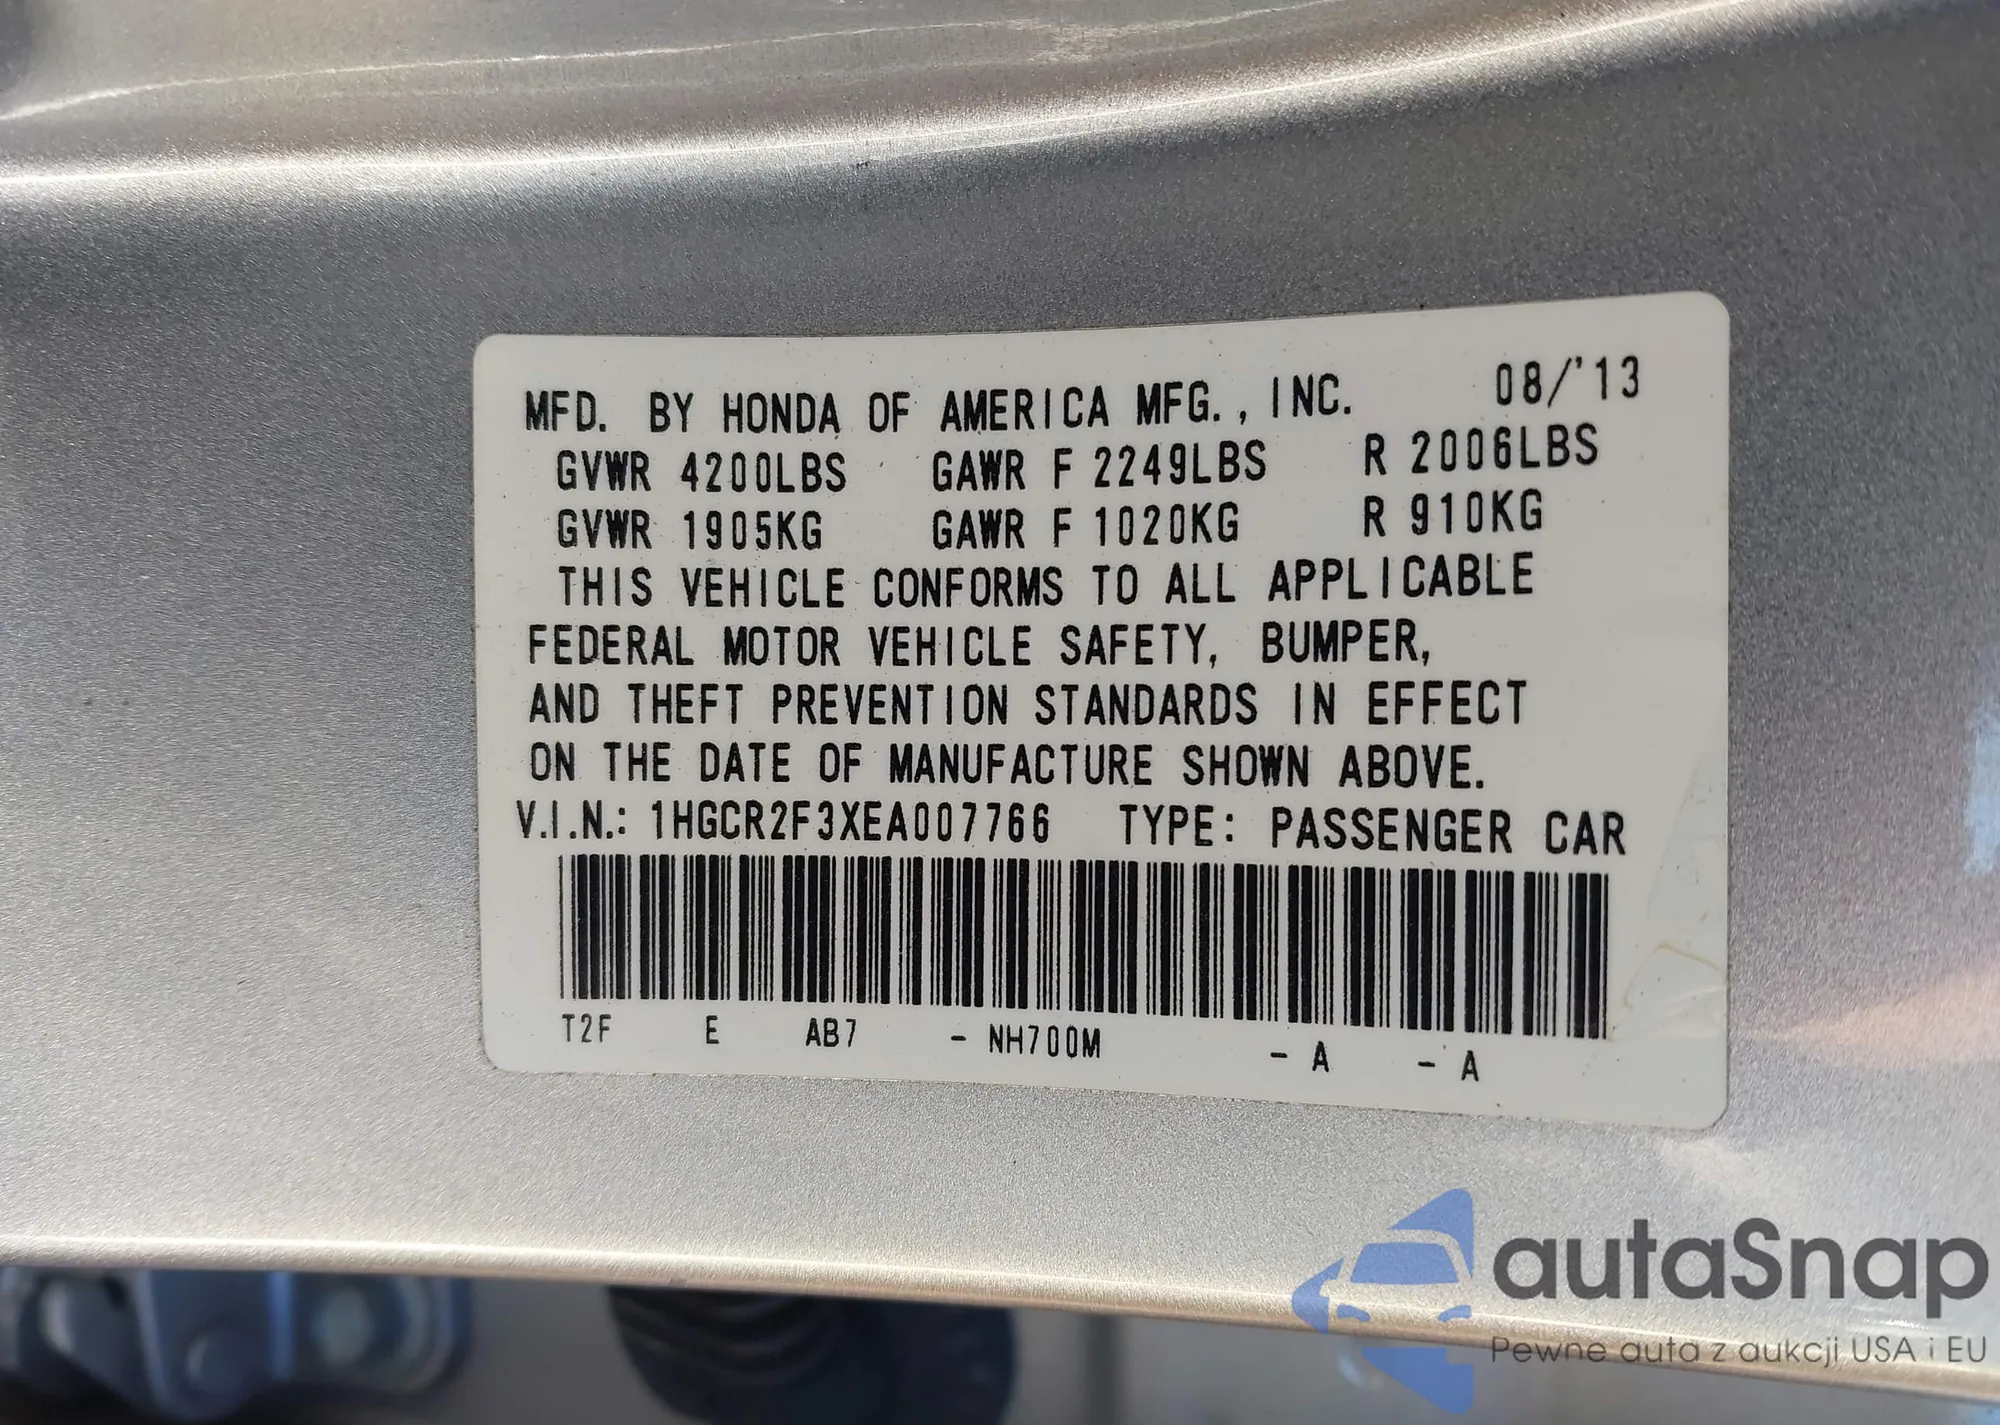 MFD. BY HONDA OF AMERICA MFG., INC. 08/'13
GVWR 4200LBS GAWR F 2249LBS R 2006LBS
GVWR 1905KG GAWR F 1020KG R 910KG
THIS VEHICLE CONFORMS TO ALL APPLICABLE
FEDERAL MOTOR VEHICLE SAFETY, BUMPER,
AND THEFT PREVENTION STANDARDS IN EFFECT
ON THE DATE OF MANUFACTURE SHOWN ABOVE.
V.I.N.: 1HGCR2F3XEA007766 TYPE: PASSENGER CAR
T2F E AB7 - NH700M - A - A
autaSnap
Pewne auta z aukcji USA i EU